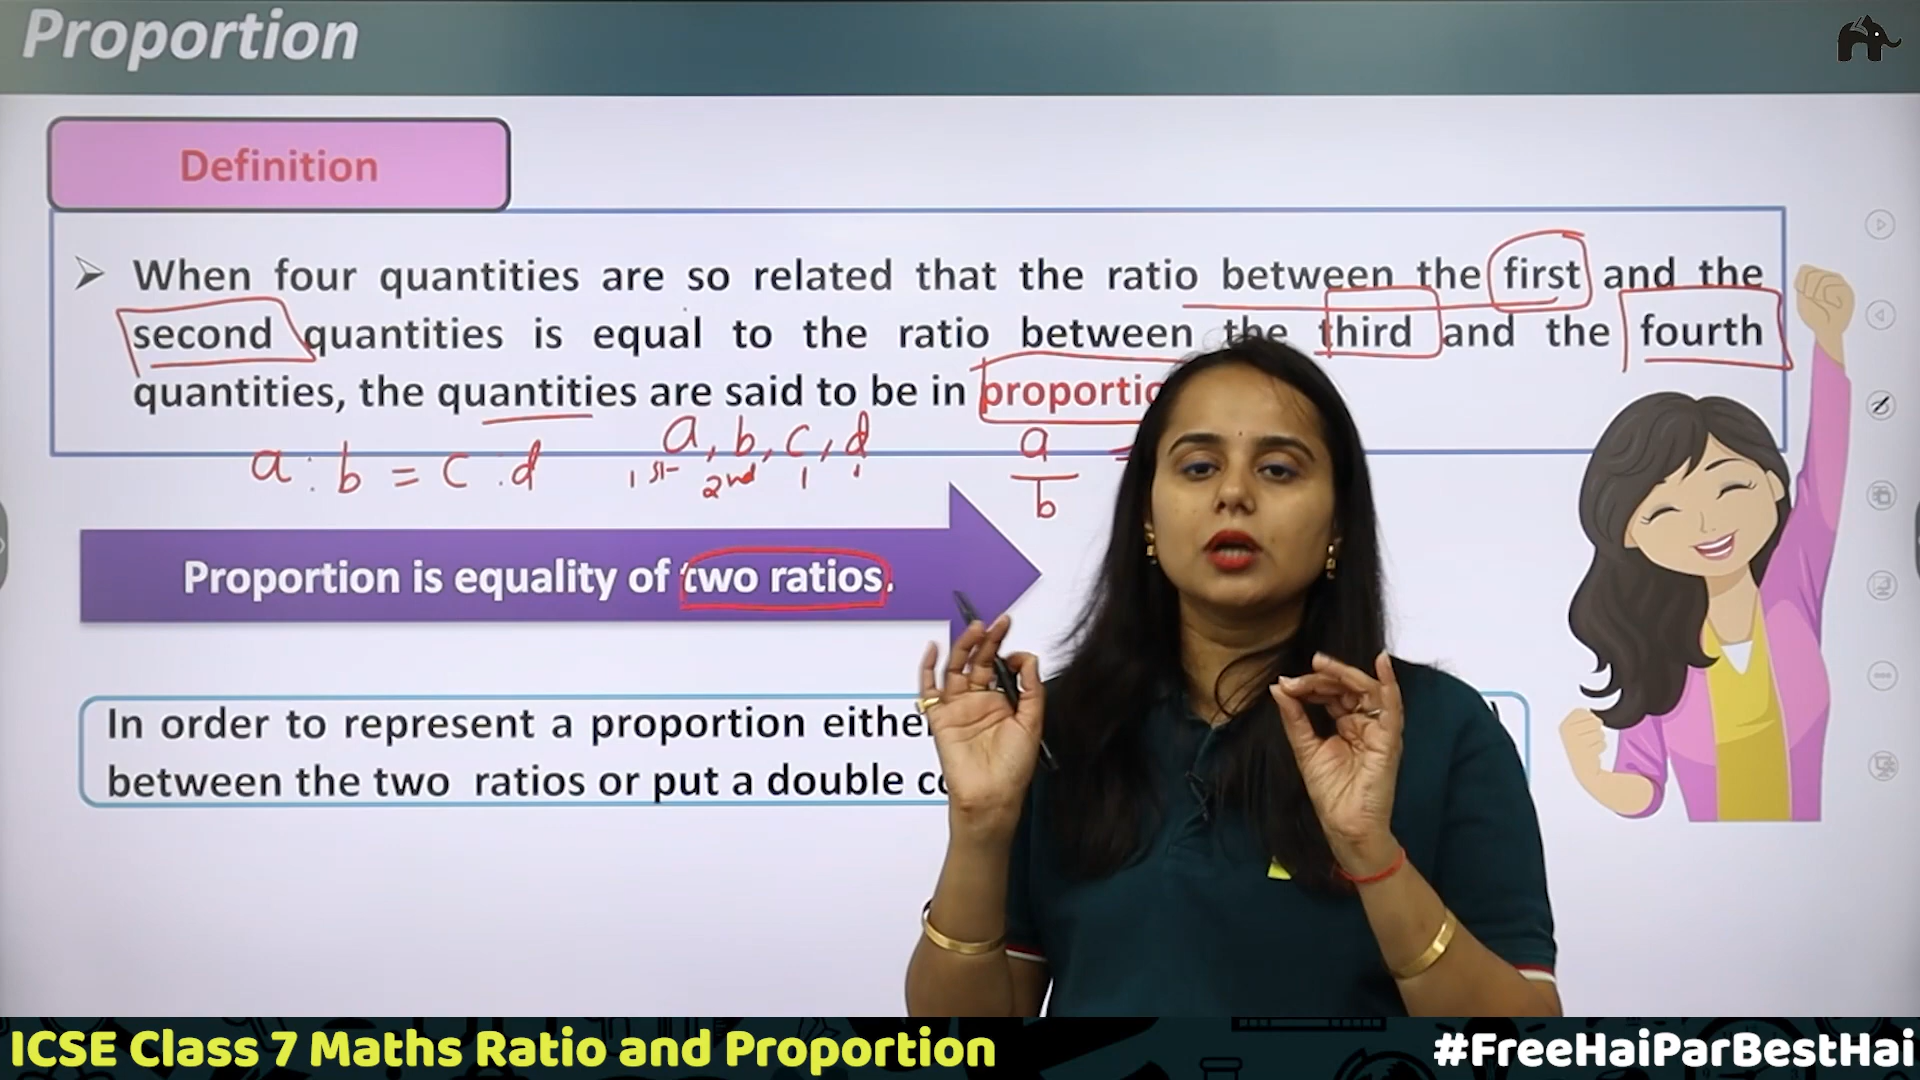 Proportion
Definition
When four quantities are so related that the ratio between the first and the
second quantities is equal to the ratio between the third and the fourth
quantities, the quantities are said to be in proportio
a : b = c : d
a, b, c, d
1st 2nd
a
b
Proportion is equality of two ratios.
In order to represent a proportion eithe
between the two ratios or put a double co
ICSE Class 7 Maths Ratio and Proportion
#FreeHaiParBestHai